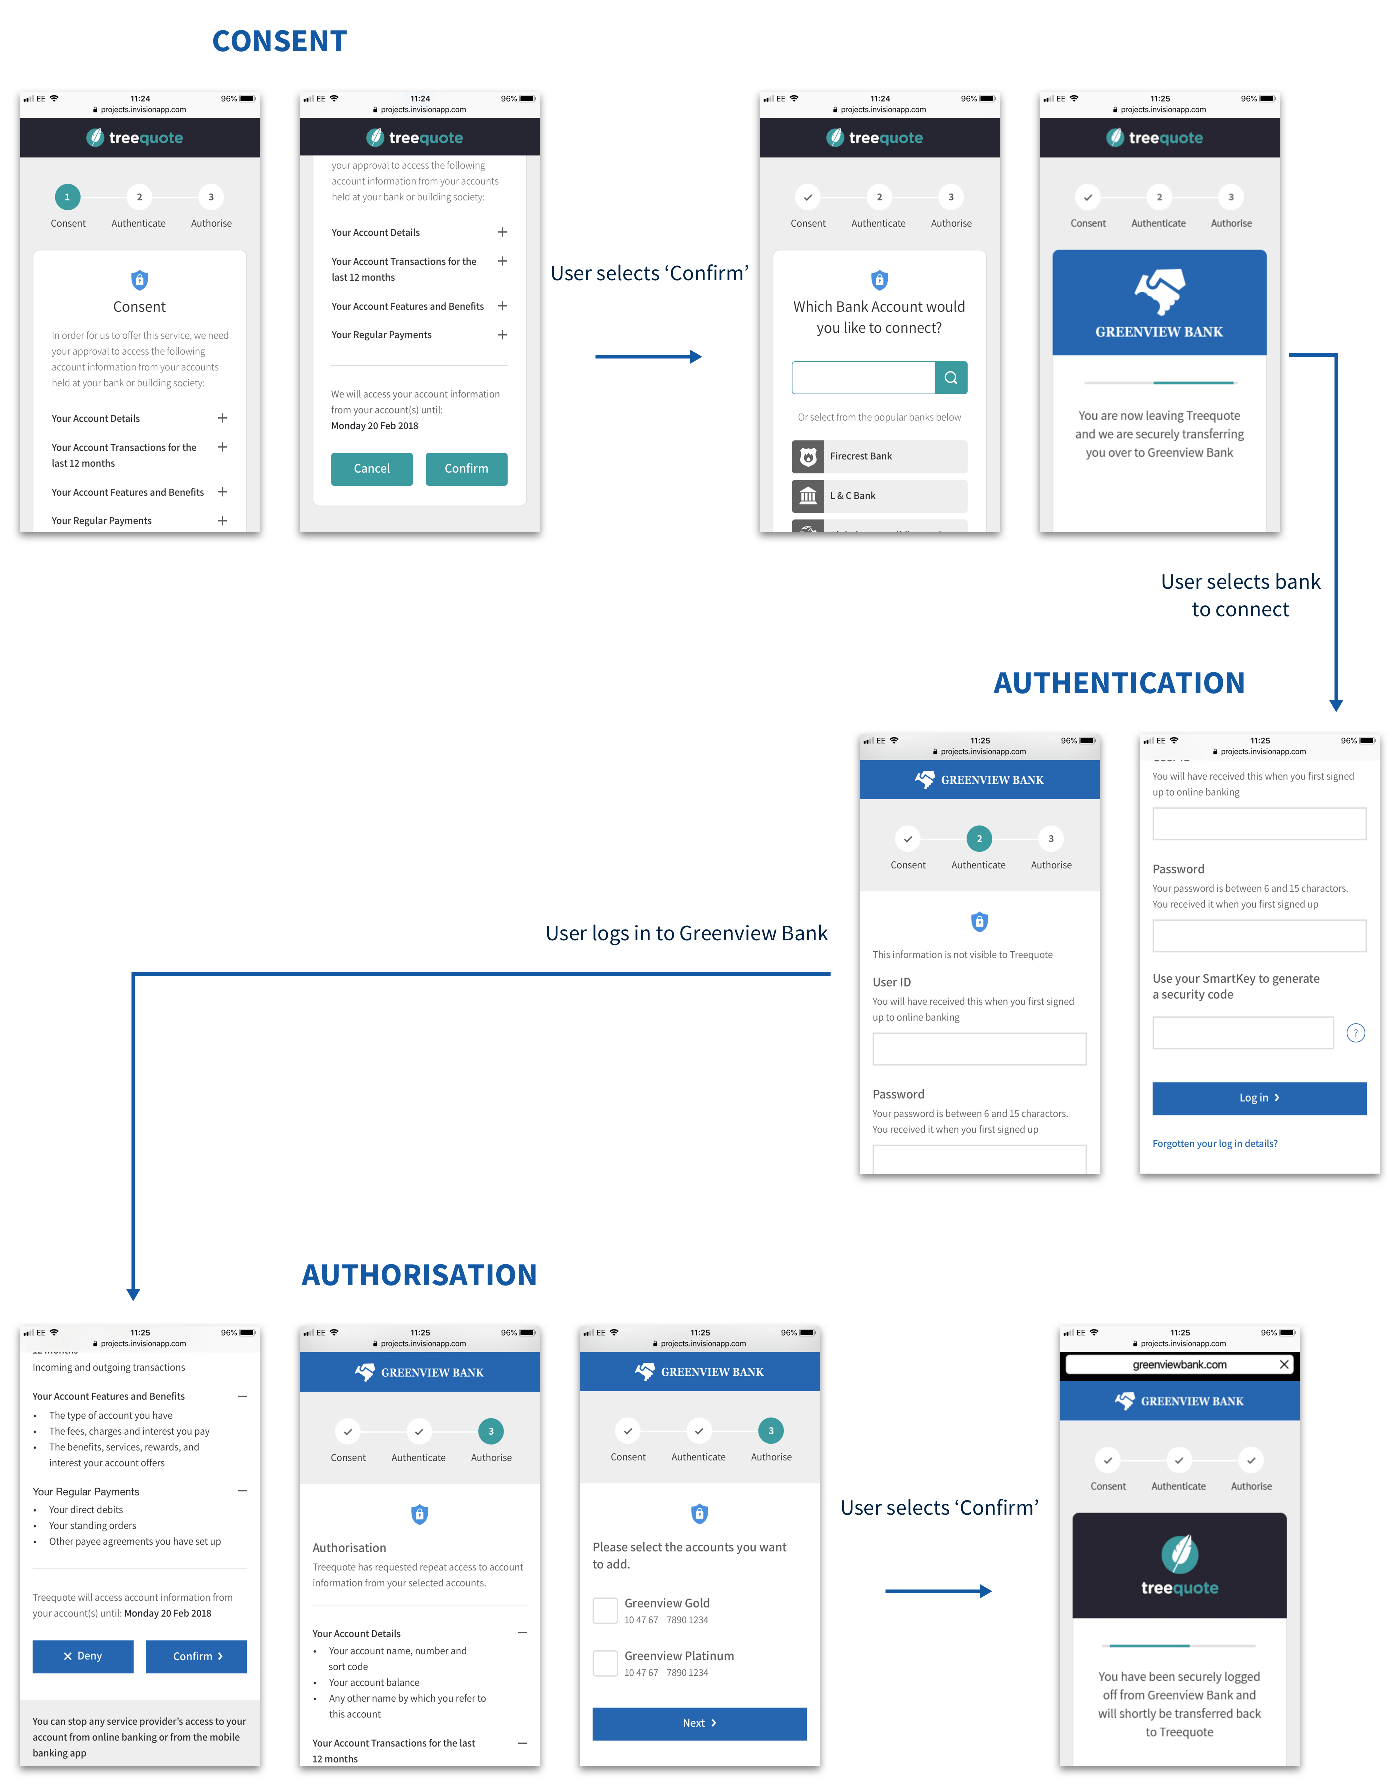 CONSENT
EE 11:24 96%
projects.invisionapp.com
treequote
1 2 3
Consent Authenticate Authorise
Consent
In order for us to offer this service, we need
your approval to access the following
account information from your accounts
held at your bank or building society:
Your Account Details
Your Account Transactions for the
last 12 months
Your Account Features and Benefits
Your Regular Payments
EE 11:24 96%
projects.invisionapp.com
treequote
your approval to access the following
account information from your accounts
held at your bank or building society:
Your Account Details
Your Account Transactions for the
last 12 months
Your Account Features and Benefits
Your Regular Payments
We will access your account information
from your account(s) until:
Monday 20 Feb 2018
Cancel Confirm
User selects ‘Confirm’
EE 11:24 96%
projects.invisionapp.com
treequote
2 3
Consent Authenticate Authorise
Which Bank Account would
you like to connect?
Or select from the popular banks below
Firecrest Bank
L & C Bank
EE 11:25 96%
projects.invisionapp.com
treequote
2 3
Consent Authenticate Authorise
GREENVIEW BANK
You are now leaving Treequote
and we are securely transferring
you over to Greenview Bank
User selects bank
to connect
AUTHENTICATION
EE 11:25 96%
projects.invisionapp.com
GREENVIEW BANK
2 3
Consent Authenticate Authorise
This information is not visible to Treequote
User ID
You will have received this when you first signed
up to online banking
Password
Your password is between 6 and 15 charactors.
You received it when you first signed up
EE 11:25 96%
projects.invisionapp.com
You will have received this when you first signed
up to online banking
Password
Your password is between 6 and 15 charactors.
You received it when you first signed up
Use your SmartKey to generate
a security code
?
Log in
Forgotten your log in details?
User logs in to Greenview Bank
AUTHORISATION
EE 11:25 96%
projects.invisionapp.com
12 months
Incoming and outgoing transactions
Your Account Features and Benefits
• The type of account you have
• The fees, charges and interest you pay
• The benefits, services, rewards, and
interest your account offers
Your Regular Payments
• Your direct debits
• Your standing orders
• Other payee agreements you have set up
Treequote will access account information from
your account(s) until: Monday 20 Feb 2018
Deny Confirm
You can stop any service provider’s access to your
account from online banking or from the mobile
banking app
EE 11:25 96%
projects.invisionapp.com
GREENVIEW BANK
3
Consent Authenticate Authorise
Authorisation
Treequote has requested repeat access to account
information from your selected accounts.
Your Account Details
• Your account name, number and
sort code
• Your account balance
• Any other name by which you refer to
this account
Your Account Transactions for the last
12 months
EE 11:25 96%
projects.invisionapp.com
GREENVIEW BANK
3
Consent Authenticate Authorise
Please select the accounts you want
to add.
Greenview Gold
10 47 67 7890 1234
Greenview Platinum
10 47 67 7890 1234
Next
User selects ‘Confirm’
EE 11:25 96%
projects.invisionapp.com
greenviewbank.com
GREENVIEW BANK
Consent Authenticate Authorise
treequote
You have been securely logged
off from Greenview Bank and
will shortly be transferred back
to Treequote